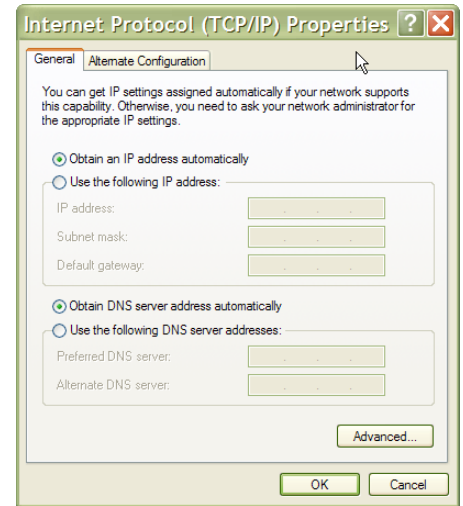 Internet Protocol (TCP/IP) Properties
General Alternate Configuration
You can get IP settings assigned automatically if your network supports
this capability. Otherwise, you need to ask your network administrator for
the appropriate IP settings.
Obtain an IP address automatically
Use the following IP address:
IP address:
Subnet mask:
Default gateway:
Obtain DNS server address automatically
Use the following DNS server addresses:
Preferred DNS server:
Alternate DNS server:
Advanced...
OK Cancel